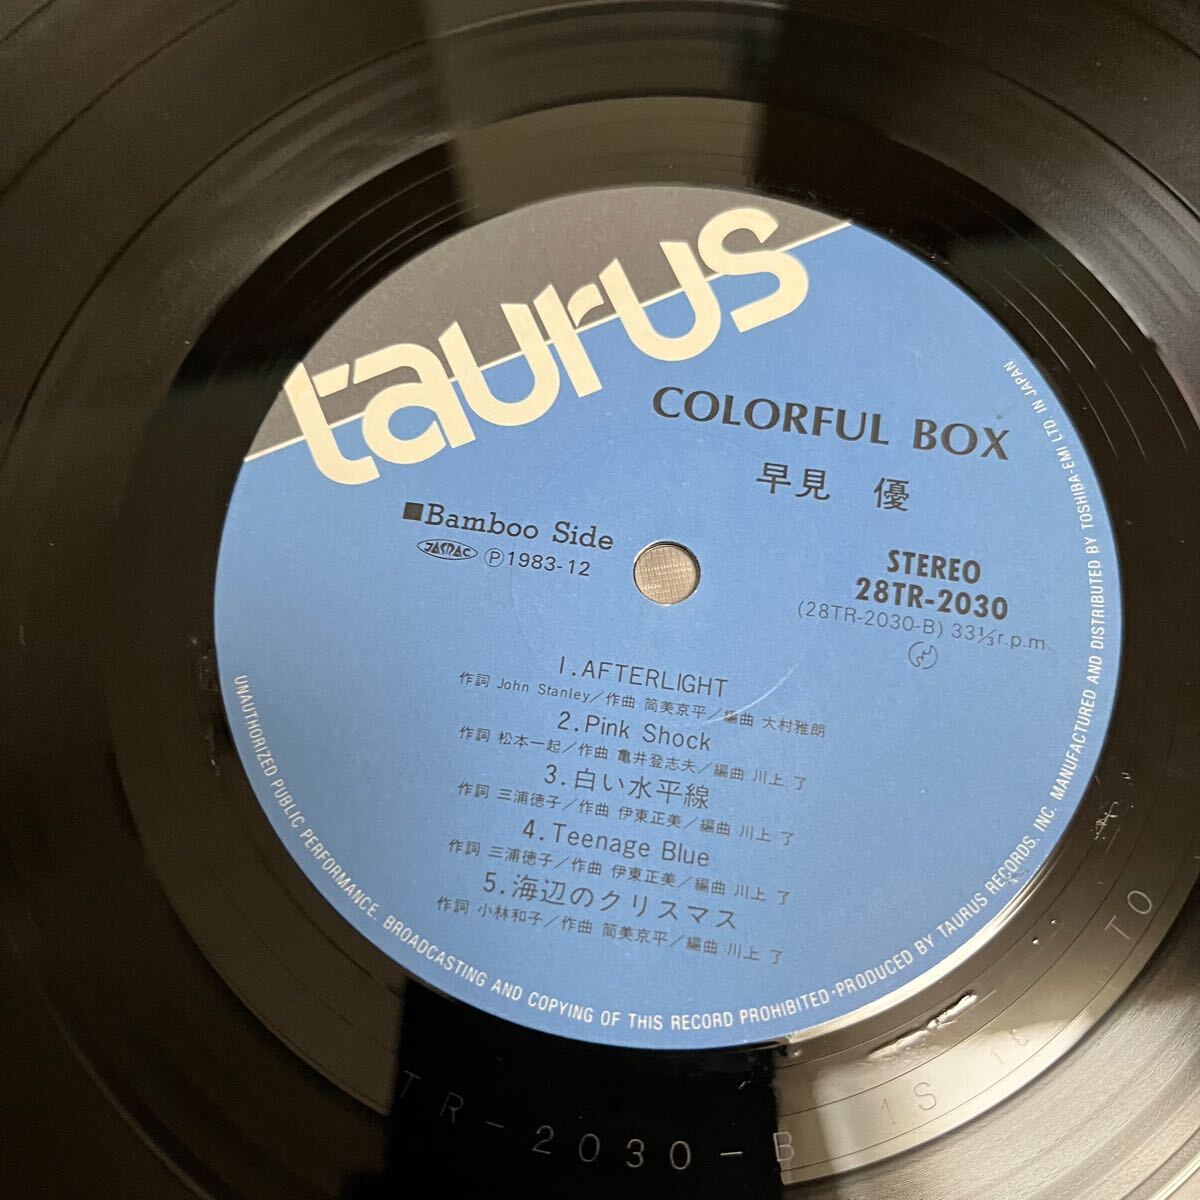 taurus
COLORFUL BOX
早見 優
■Bamboo Side
JASRAC ℗1983-12
STEREO
28TR-2030
(28TR-2030-B) 33⅓r.p.m.
1.AFTERLIGHT
作詞 John Stanley/作曲 筒美京平/編曲 大村雅朗
2.Pink Shock
作詞 松本一起/作曲 亀井登志夫/編曲 川上 了
3.白い水平線
作詞 三浦徳子/作曲 伊東正美/編曲 川上 了
4.Teenage Blue
作詞 三浦徳子/作曲 伊東正美/編曲 川上 了
5.海辺のクリスマス
作詞 小林和子/作曲 筒美京平/編曲 川上 了
UNAUTHORIZED PUBLIC PERFORMANCE. BROADCASTING AND COPYING OF THIS RECORD PROHIBITED・PRODUCED BY TAURUS RECORDS, INC. MANUFACTURED AND DISTRIBUTED BY TOSHIBA-EMI LTD. IN JAPAN
TR-2030-B 1S
TO